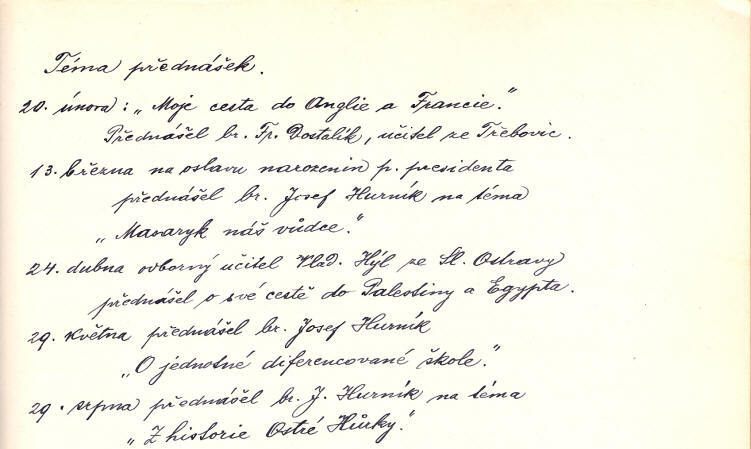 Téma přednášek.
20. února: „Moje cesta do Anglie a Francie."
Přednášel br. Fr. Dostalík, učitel ze Třebovic.
13. března na oslavu narozenin p. presidenta
přednášel br. Josef Hurník na téma
„Masaryk náš vůdce."
24. dubna odborný učitel Vlad. Hýl ze Sl. Ostravy
přednášel o své cestě do Palestiny a Egypta.
29. května přednášel br. Josef Hurník
„O jednotné diferencované škole."
29. srpna přednášel br. J. Hurník na téma
„Z historie Ostré Hůrky."